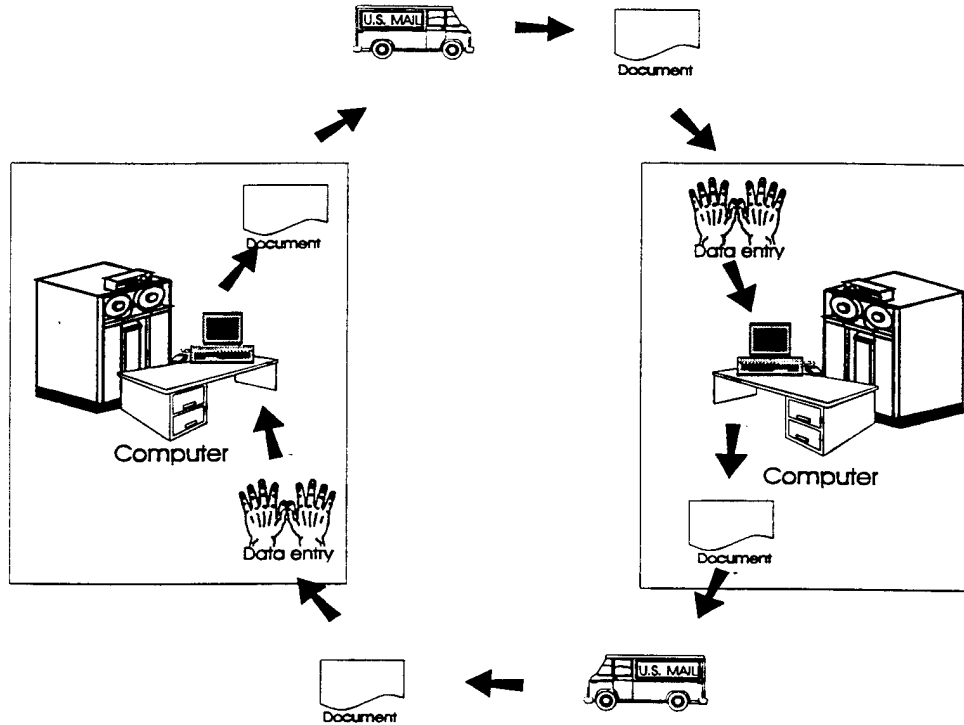 U.S. MAIL
Document
Document
Data entry
Computer
Computer
Data entry
Document
U.S. MAIL
Document